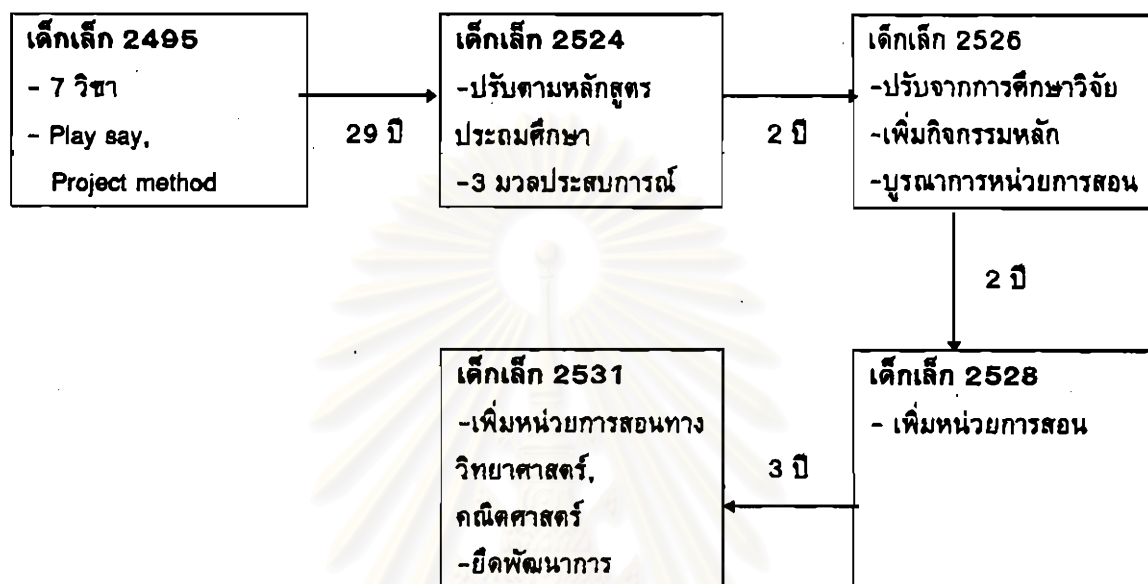 เด็กเล็ก 2495
- 7 วิชา
- Play say,
Project method
29 ปี
เด็กเล็ก 2524
-ปรับตามหลักสูตร
ประถมศึกษา
-3 มวลประสบการณ์
2 ปี
เด็กเล็ก 2526
-ปรับจากการศึกษาวิจัย
-เพิ่มกิจกรรมหลัก
-บูรณาการหน่วยการสอน
2 ปี
เด็กเล็ก 2528
- เพิ่มหน่วยการสอน
3 ปี
เด็กเล็ก 2531
-เพิ่มหน่วยการสอนทาง
วิทยาศาสตร์,
คณิตศาสตร์
-ยึดพัฒนาการ